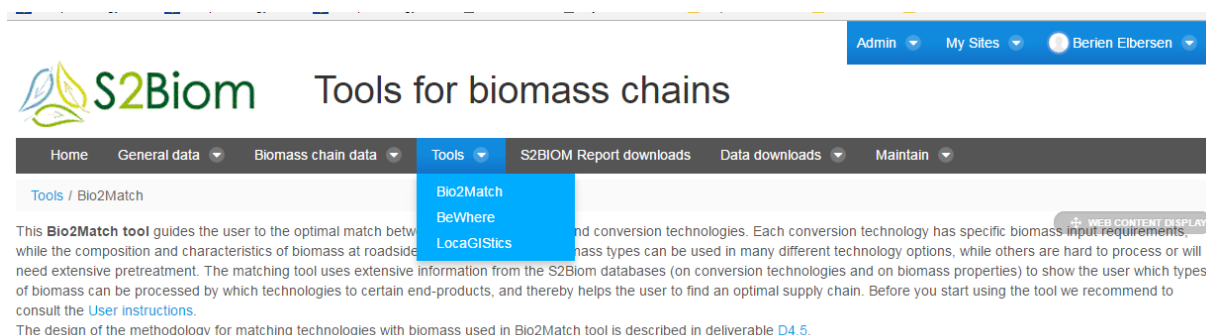 Admin My Sites Berien Elbersen
S2Biom Tools for biomass chains
Home General data Biomass chain data Tools S2BIOM Report downloads Data downloads Maintain
Tools / Bio2Match
Bio2Match
BeWhere
LocaGIStics
WEB CONTENT DISPLAY
This Bio2Match tool guides the user to the optimal match betw nd conversion technologies. Each conversion technology has specific biomass input requirements,
while the composition and characteristics of biomass at roadside mass types can be used in many different technology options, while others are hard to process or will
need extensive pretreatment. The matching tool uses extensive information from the S2Biom databases (on conversion technologies and on biomass properties) to show the user which types
of biomass can be processed by which technologies to certain end-products, and thereby helps the user to find an optimal supply chain. Before you start using the tool we recommend to
consult the User instructions.
The design of the methodology for matching technologies with biomass used in Bio2Match tool is described in deliverable D4.5.